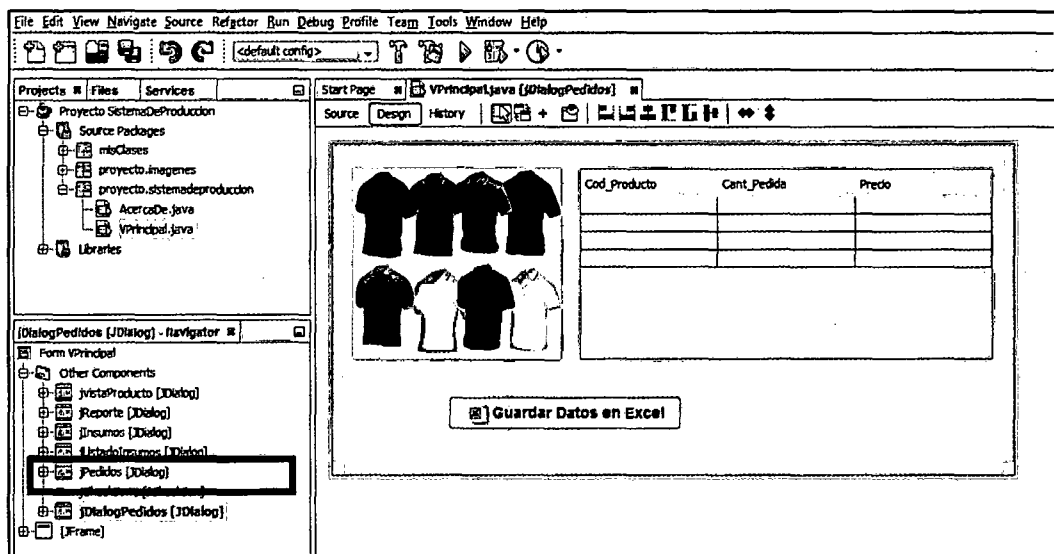 File Edit View Navigate Source Refactor Run Debug Profile Team Tools Window Help
<default config>
Projects Files Services
Proyecto SistemaDeProduccion
Source Packages
misClases
proyecto.imagenes
proyecto.sistemadeproduccion
AcercaDe.java
VPrincipal.java
Libraries
jDialogPedidos [JDialog] - Navigator
Form VPrincipal
Other Components
jvistaProducto [JDialog]
jReporte [JDialog]
jInsumos [JDialog]
jListadoInsumos [JDialog]
jPedidos [JDialog]
jDialogPedidos [JDialog]
[JFrame]
Start Page VPrincipal.java [jDialogPedidos]
Source Design History
Cod_Producto Cant_Pedida Precio
Guardar Datos en Excel